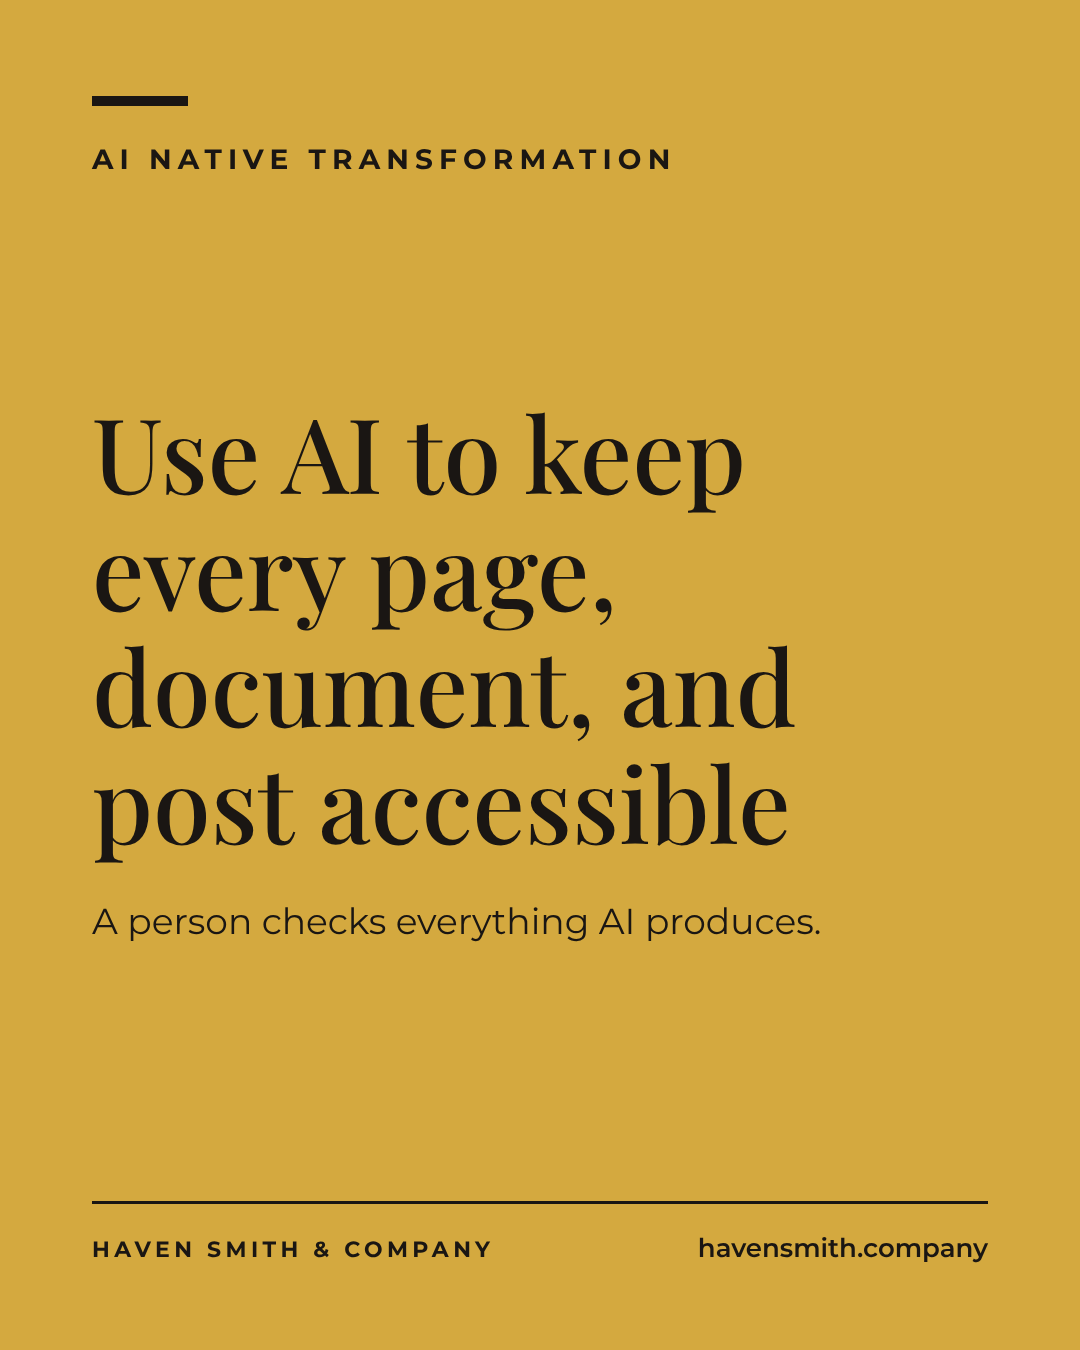 AI NATIVE TRANSFORMATION
Use AI to keep
every page,
document, and
post accessible
A person checks everything AI produces.
HAVEN SMITH & COMPANY
havensmith.company